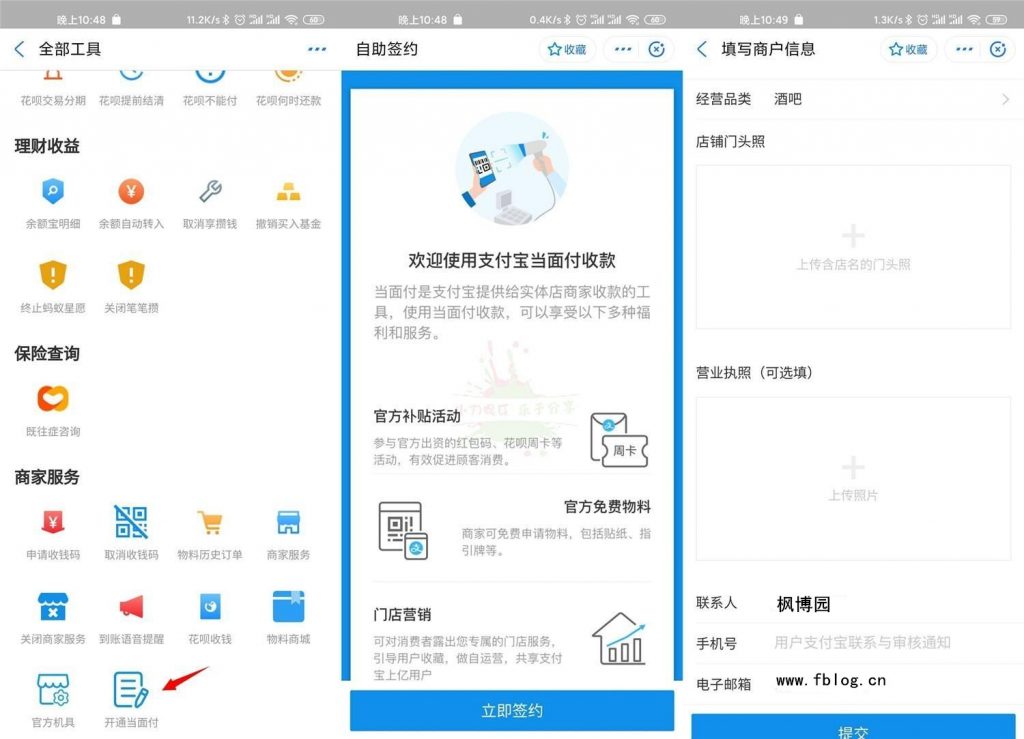 晚上10:48
11.2K/s
60
全部工具
花呗交易分期
花呗提前结清
花呗不能付
花呗何时还款
理财收益
余额宝明细
余额自动转入
取消享攒钱
撤销买入基金
终止蚂蚁星愿
关闭笔笔攒
保险查询
既往症咨询
商家服务
申请收钱码
取消收钱码
物料历史订单
商家服务
关闭商家服务
到账语音提醒
花呗收钱
物料商城
官方机具
开通当面付
晚上10:48
0.4K/s
60
自助签约
收藏
欢迎使用支付宝当面付收款
当面付是支付宝提供给实体店商家收款的工
具，使用当面付收款，可以享受以下多种福
利和服务。
乐于分享
官方补贴活动
参与官方出资的红包码、花呗周卡等
活动，有效促进顾客消费。
周卡
官方免费物料
商家可免费申请物料，包括贴纸、指
引牌等。
门店营销
可对消费者露出您专属的门店服务，
引导用户收藏，做自运营，共享支付
宝上亿用户
立即签约
晚上10:49
1.3K/s
59
填写商户信息
收藏
经营品类 酒吧
店铺门头照
上传含店名的门头照
营业执照（可选填）
上传照片
联系人 枫博园
手机号 用户支付宝联系与审核通知
电子邮箱 www.fblog.cn
提交